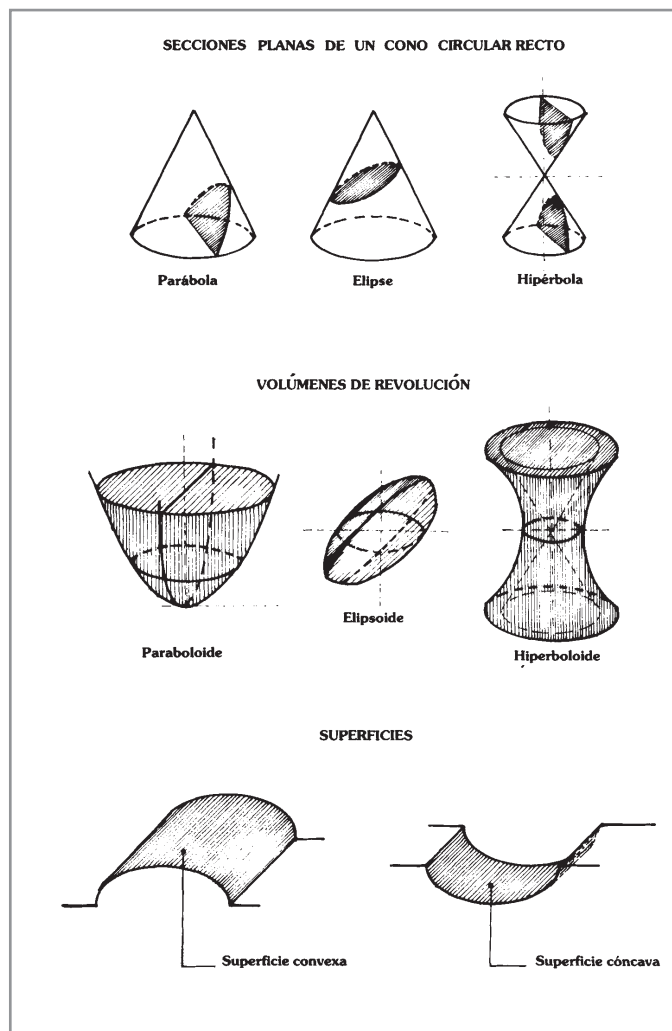 SECCIONES PLANAS DE UN CONO CIRCULAR RECTO
Parábola
Elipse
Hipérbola
VOLÚMENES DE REVOLUCIÓN
Paraboloide
Elipsoide
Hiperboloide
SUPERFICIES
Superficie convexa
Superficie cóncava